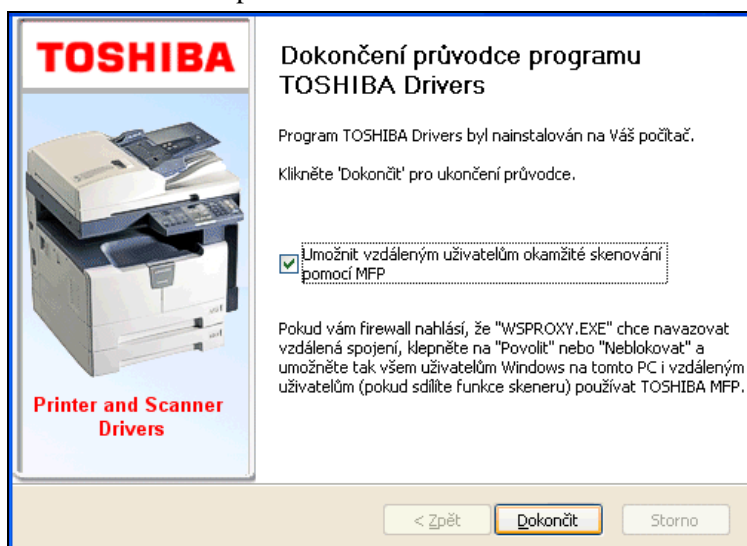 TOSHIBA
Printer and Scanner
Drivers
Dokončení průvodce programu
TOSHIBA Drivers
Program TOSHIBA Drivers byl nainstalován na Váš počítač.
Klikněte 'Dokončit' pro ukončení průvodce.
Umožnit vzdáleným uživatelům okamžité skenování
pomocí MFP
Pokud vám firewall nahlásí, že "WSPROXY.EXE" chce navazovat
vzdálená spojení, klepněte na "Povolit" nebo "Neblokovat" a
umožněte tak všem uživatelům Windows na tomto PC i vzdáleným
uživatelům (pokud sdílíte funkce skeneru) používat TOSHIBA MFP.
< Zpět
Dokončit
Storno